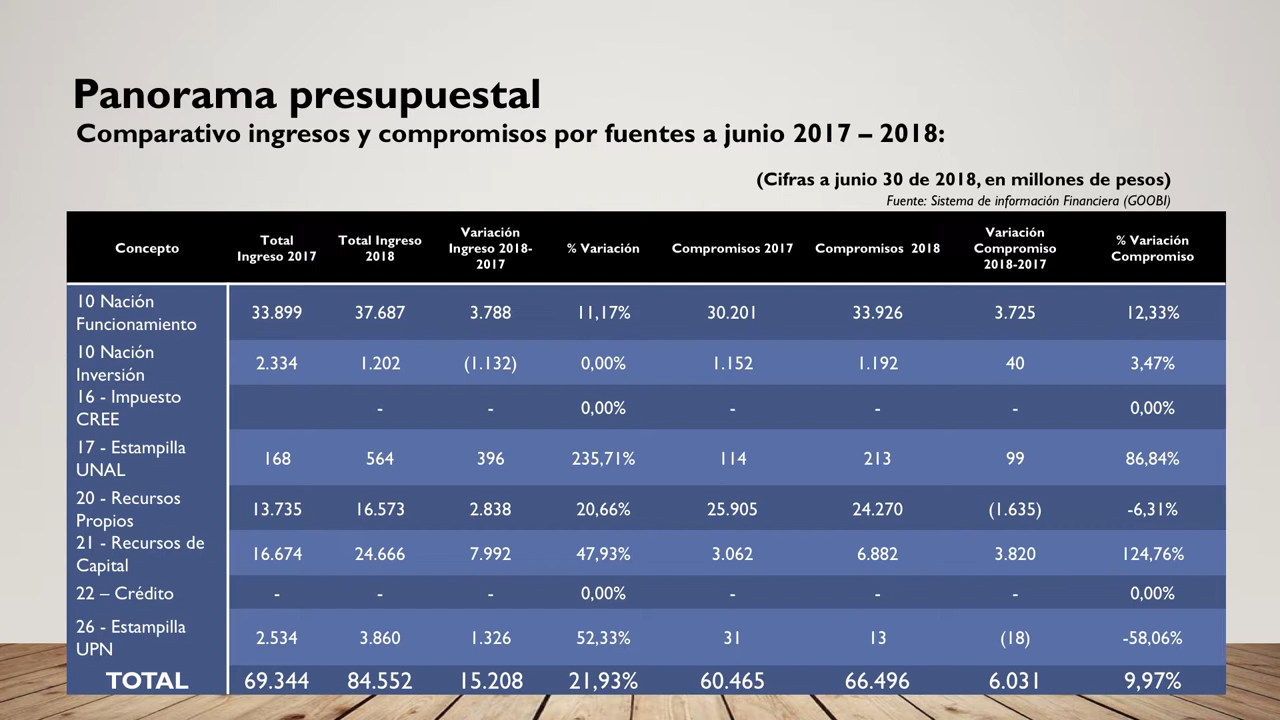 Panorama presupuestal
Comparativo ingresos y compromisos por fuentes a junio 2017 – 2018:
(Cifras a junio 30 de 2018, en millones de pesos)
Fuente: Sistema de información Financiera (GOOBI)
Concepto Total Ingreso 2017 Total Ingreso 2018 Variación Ingreso 2018-2017 % Variación Compromisos 2017 Compromisos 2018 Variación Compromiso 2018-2017 % Variación Compromiso
10 Nación Funcionamiento 33.899 37.687 3.788 11,17% 30.201 33.926 3.725 12,33%
10 Nación Inversión 2.334 1.202 (1.132) 0,00% 1.152 1.192 40 3,47%
16 - Impuesto CREE - - 0,00% - - - 0,00%
17 - Estampilla UNAL 168 564 396 235,71% 114 213 99 86,84%
20 - Recursos Propios 13.735 16.573 2.838 20,66% 25.905 24.270 (1.635) -6,31%
21 - Recursos de Capital 16.674 24.666 7.992 47,93% 3.062 6.882 3.820 124,76%
22 – Crédito - - - 0,00% - - - 0,00%
26 - Estampilla UPN 2.534 3.860 1.326 52,33% 31 13 (18) -58,06%
TOTAL 69.344 84.552 15.208 21,93% 60.465 66.496 6.031 9,97%